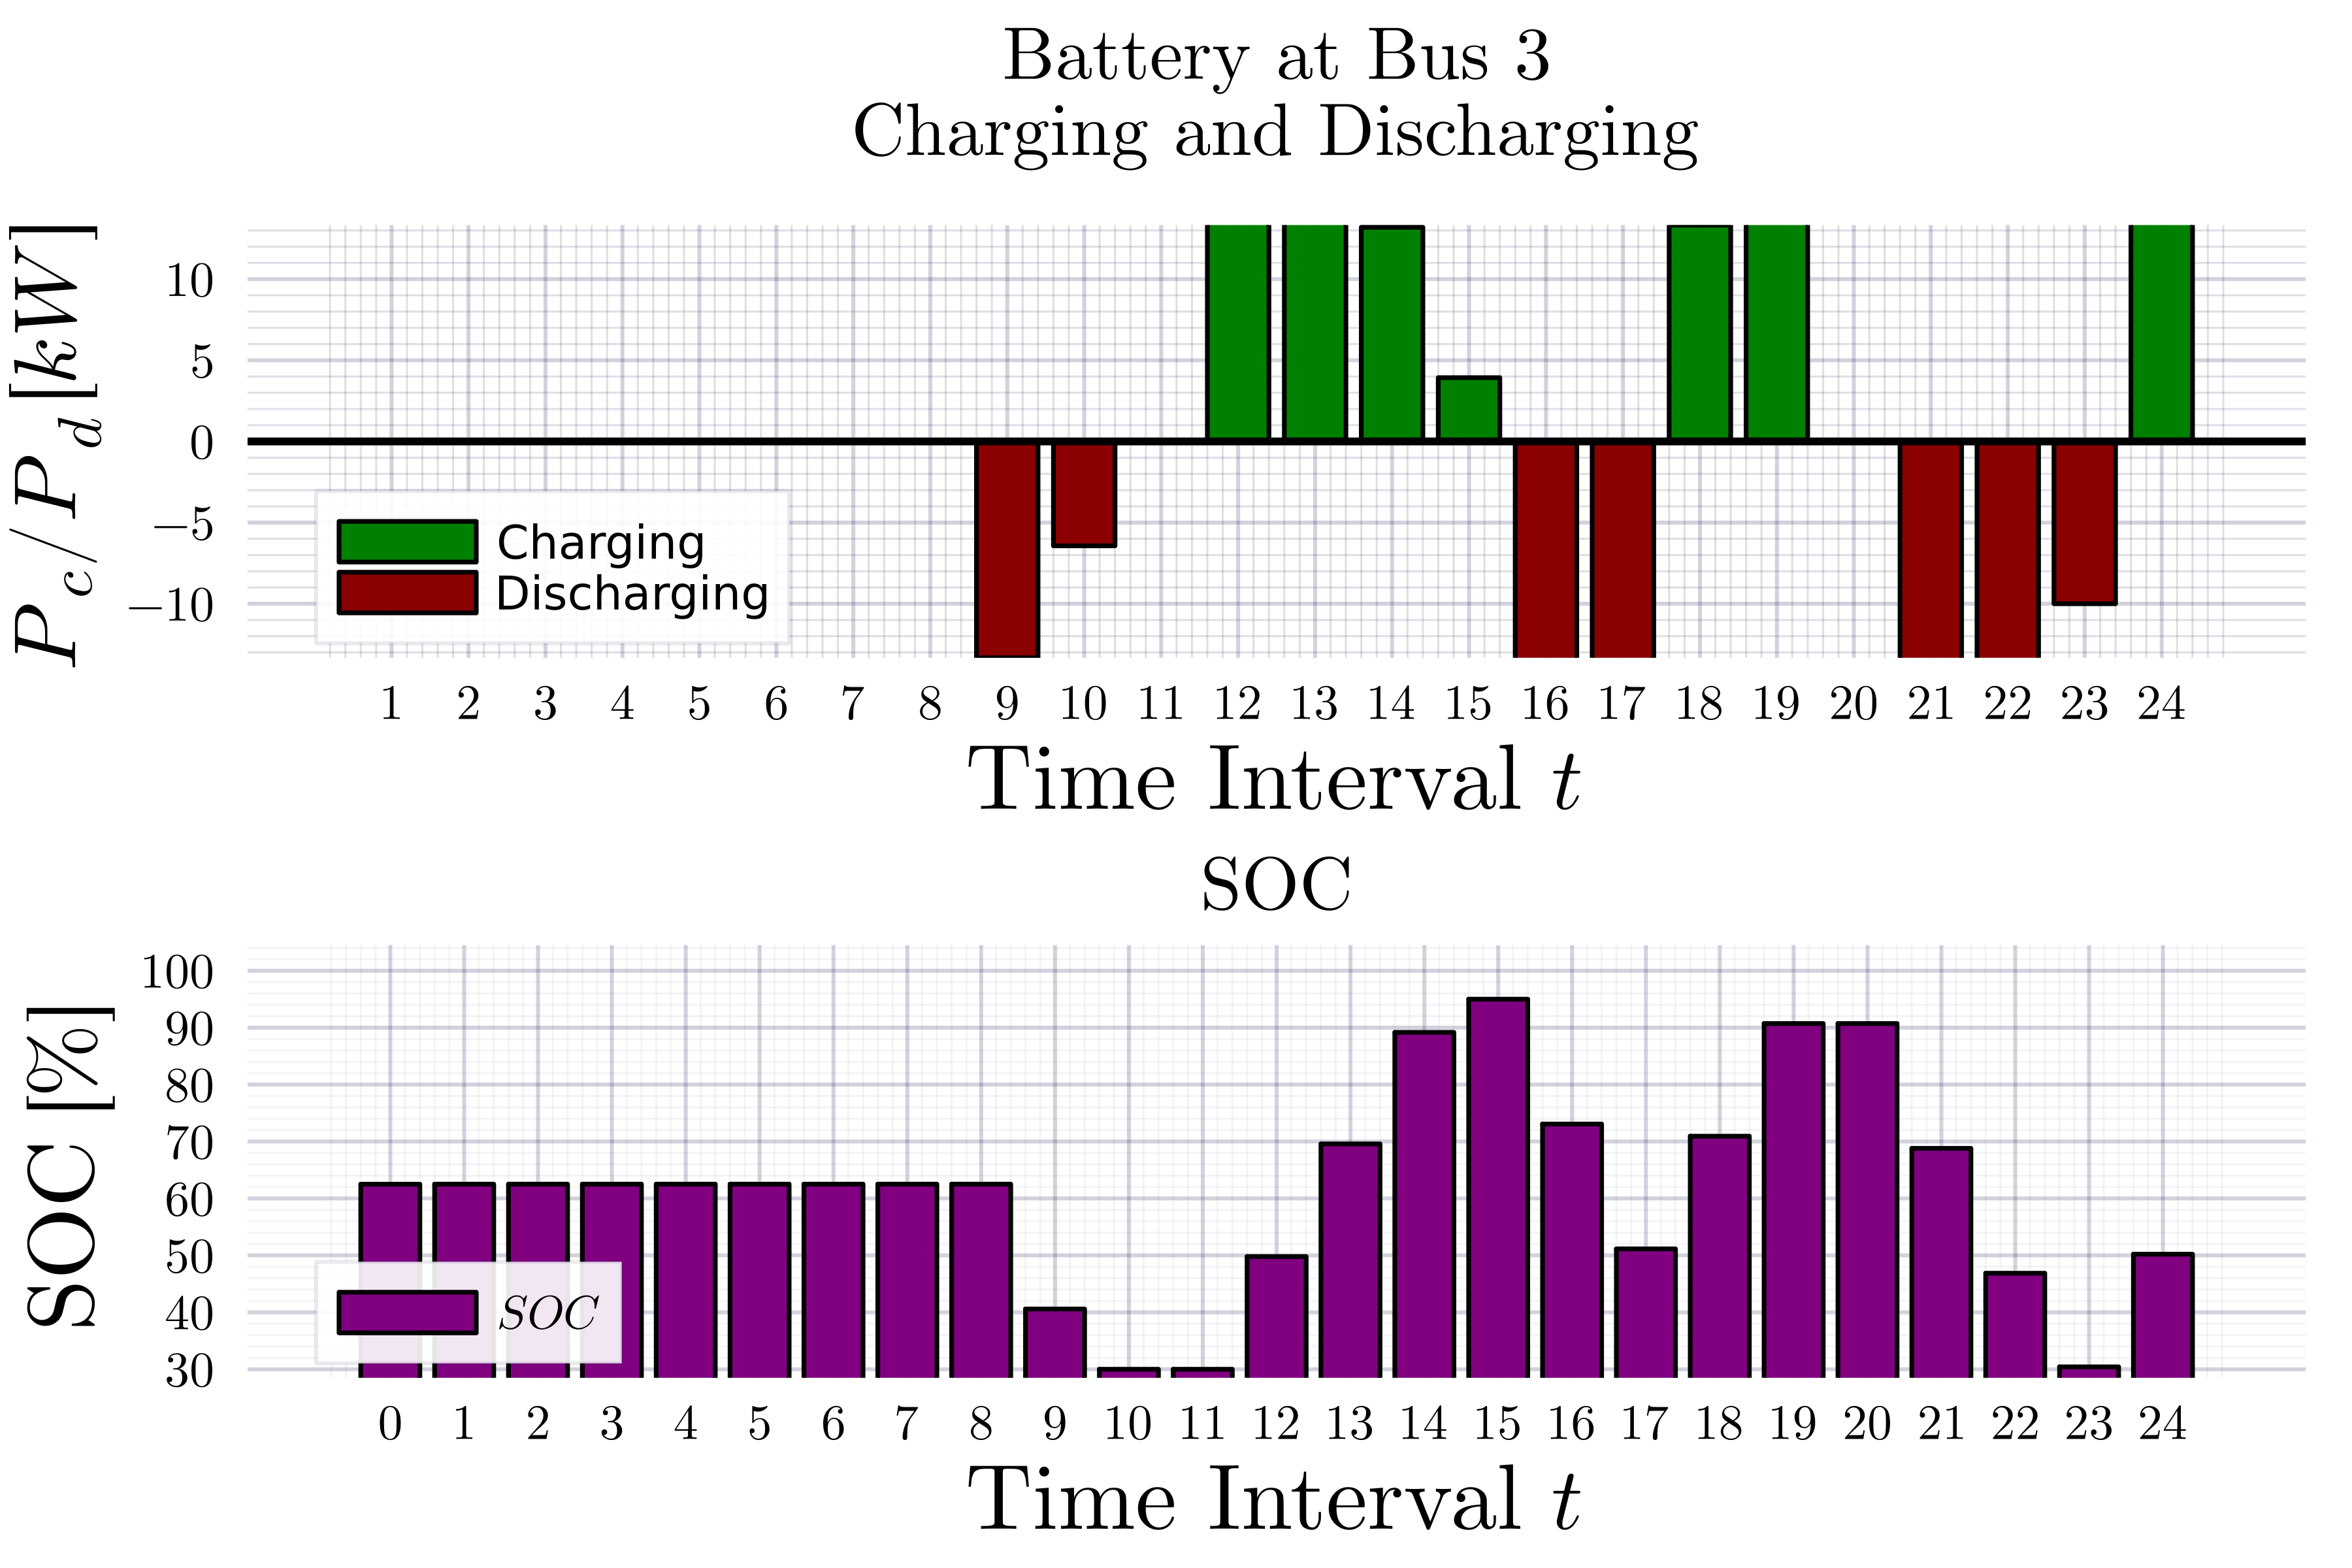 Battery at Bus 3
Charging and Discharging
P_c/P_d [kW]
10
5
0
−5
−10
Charging
Discharging
1 2 3 4 5 6 7 8 9 10 11 12 13 14 15 16 17 18 19 20 21 22 23 24
Time Interval t
SOC
SOC [%]
100
90
80
70
60
50
40
30
SOC
0 1 2 3 4 5 6 7 8 9 10 11 12 13 14 15 16 17 18 19 20 21 22 23 24
Time Interval t